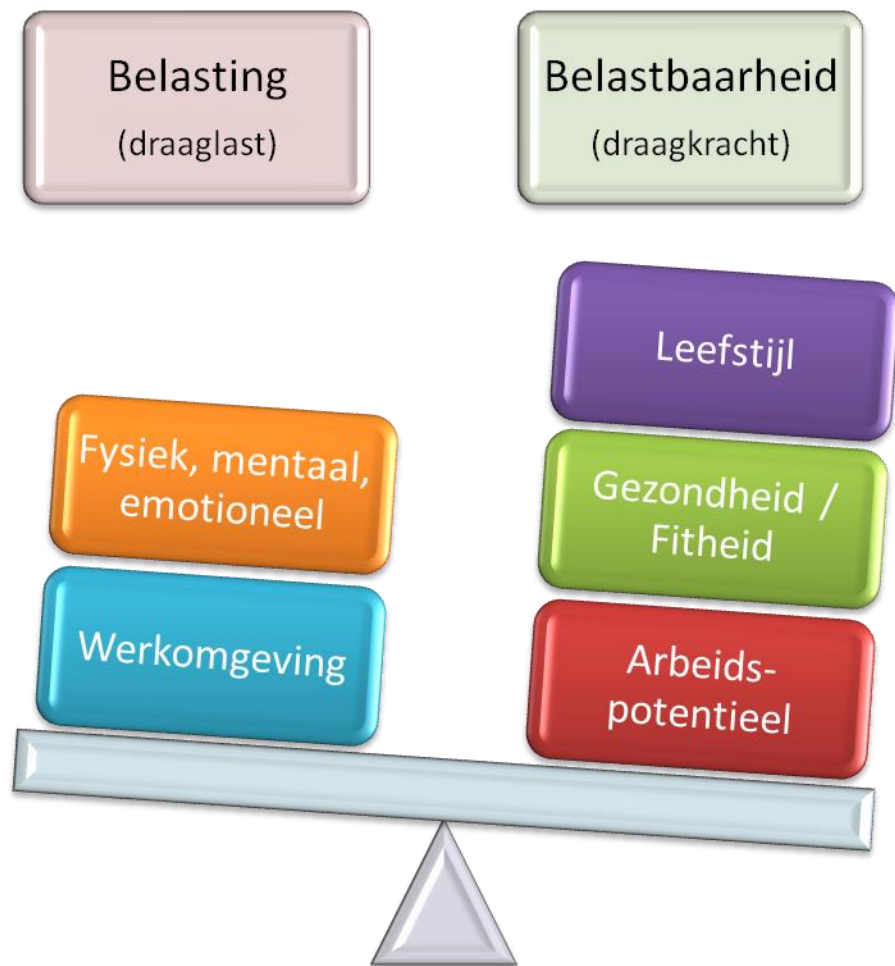 Belasting
(draaglast)
Belastbaarheid
(draagkracht)
Leefstijl
Fysiek, mentaal,
emotioneel
Gezondheid /
Fitheid
Werkomgeving
Arbeids-
potentieel